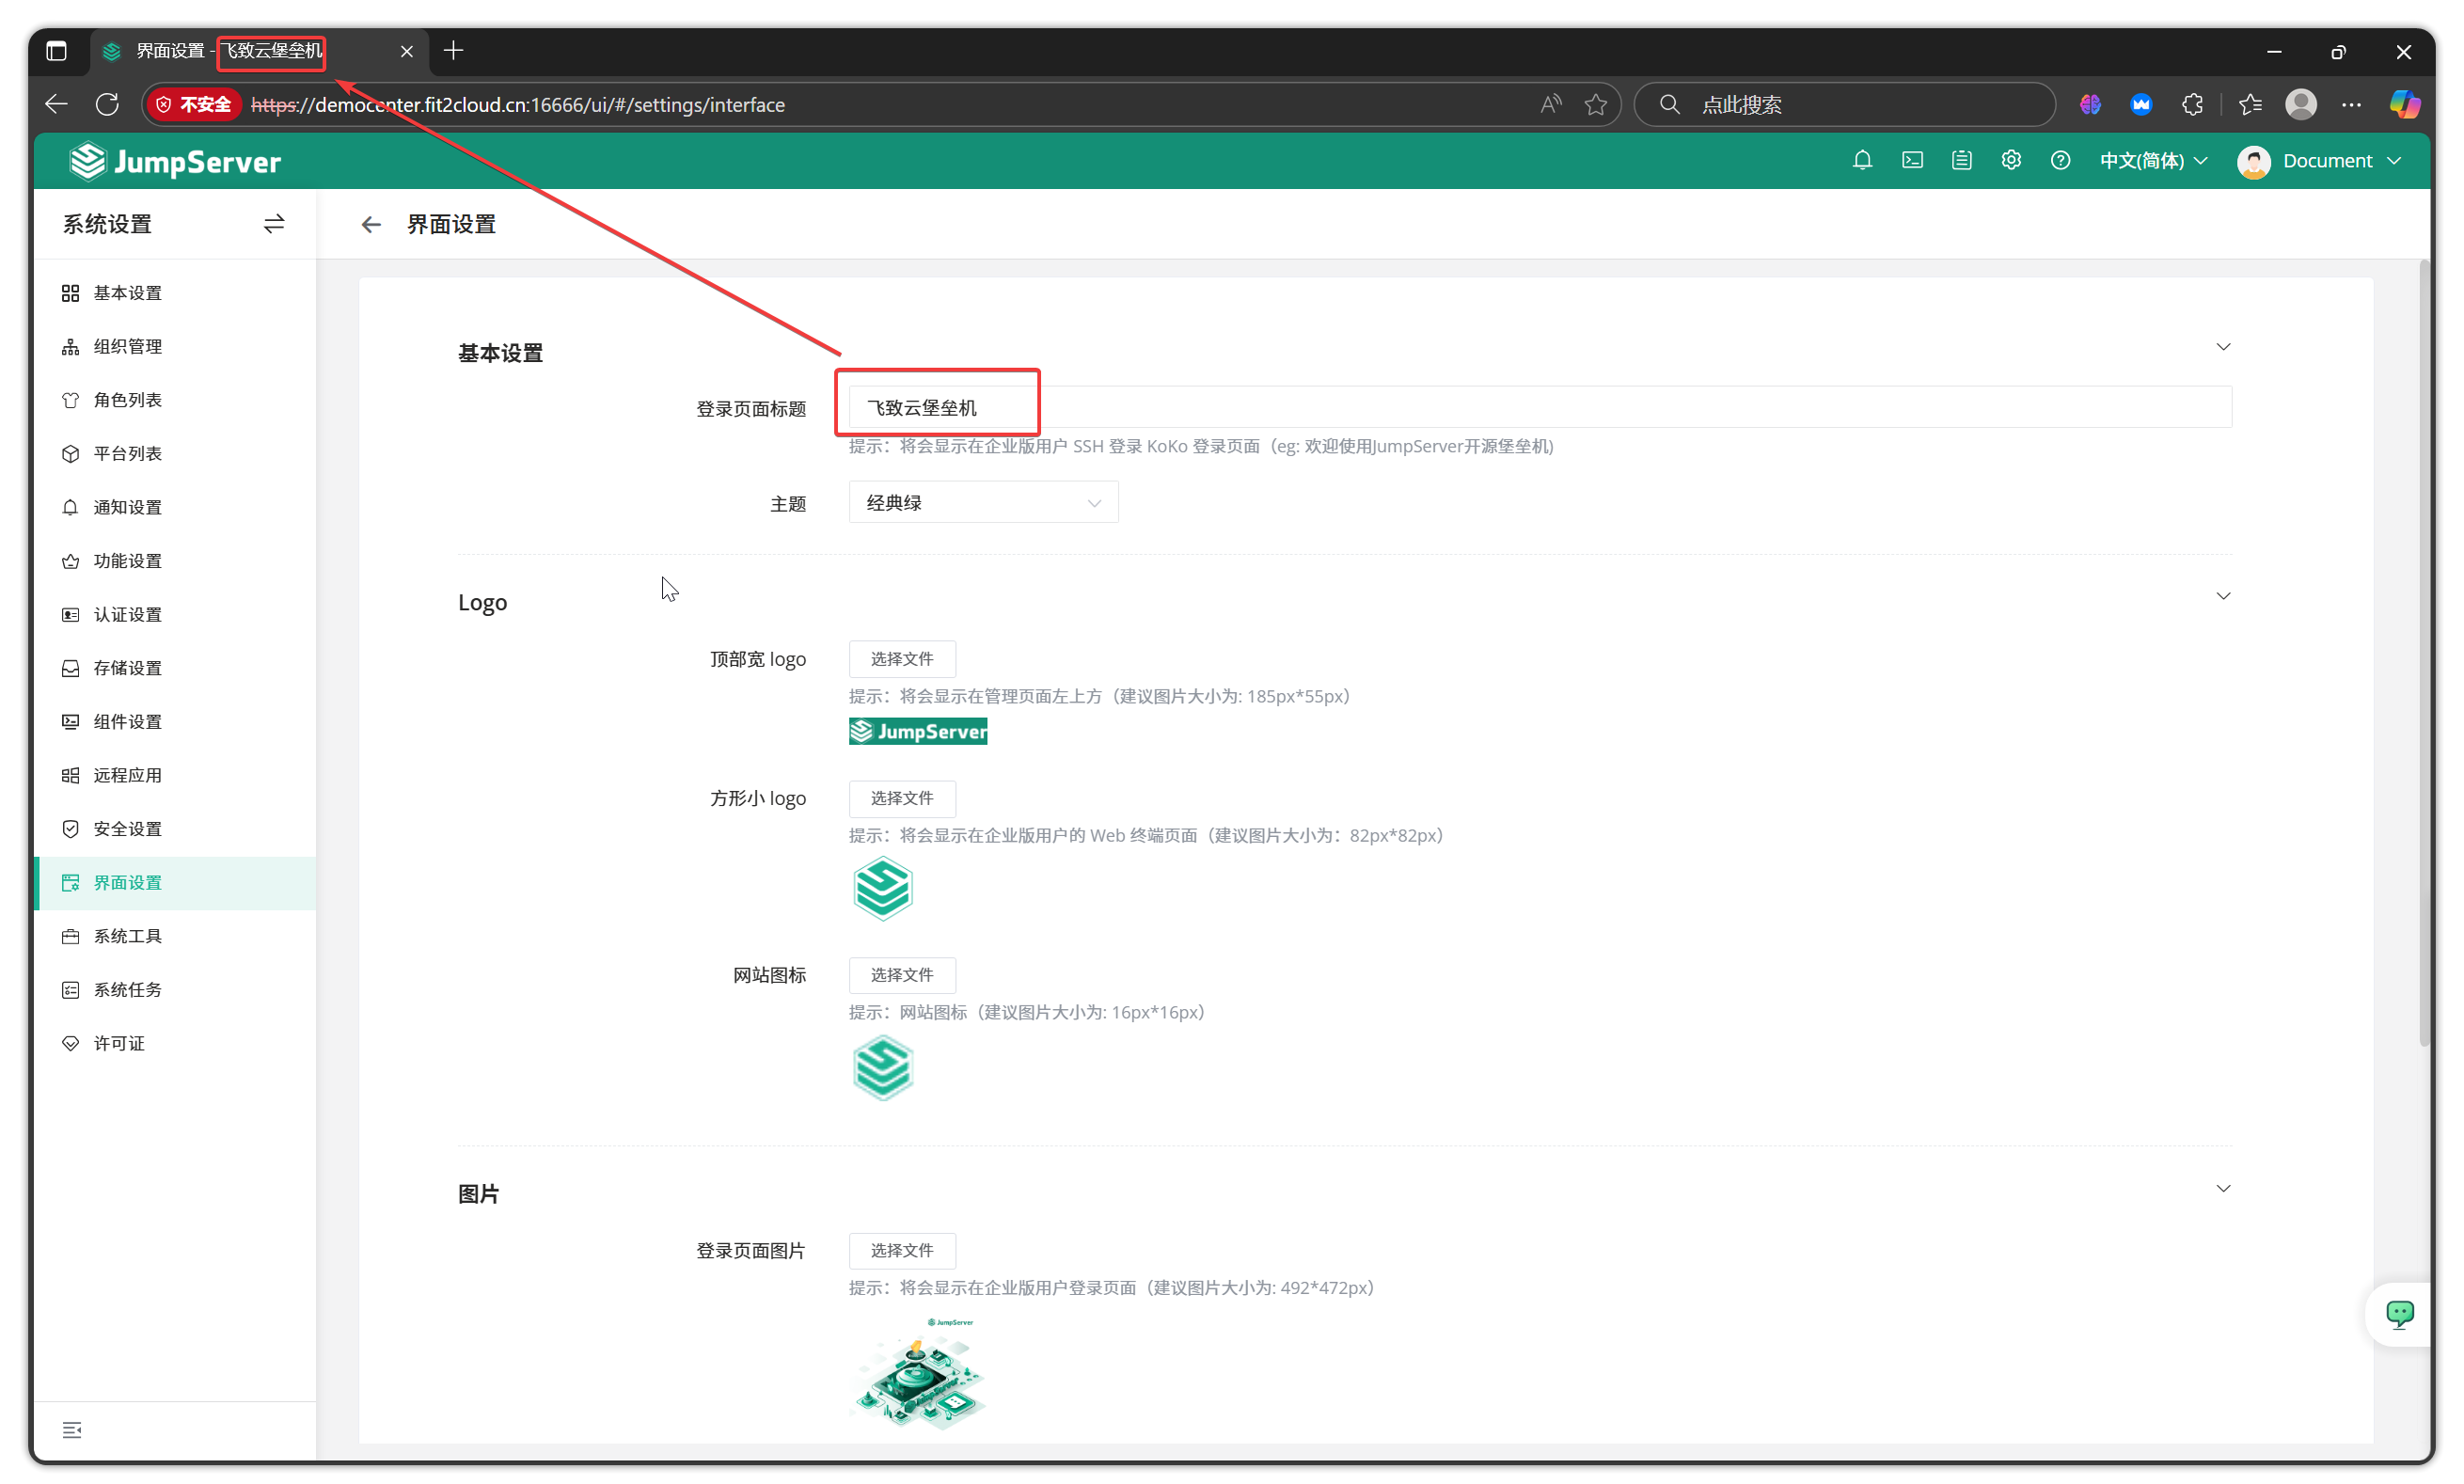 界面设置 - 飞致云堡垒机
不安全 https://democenter.fit2cloud.cn:16666/ui/#/settings/interface
点此搜索
JumpServer
中文(简体)
Document
系统设置
界面设置
基本设置
组织管理
角色列表
平台列表
通知设置
功能设置
认证设置
存储设置
组件设置
远程应用
安全设置
界面设置
系统工具
系统任务
许可证
基本设置
登录页面标题 飞致云堡垒机
提示：将会显示在企业版用户 SSH 登录 KoKo 登录页面（eg: 欢迎使用JumpServer开源堡垒机)
主题 经典绿
Logo
顶部宽 logo 选择文件
提示：将会显示在管理页面左上方（建议图片大小为: 185px*55px）
JumpServer
方形小 logo 选择文件
提示：将会显示在企业版用户的 Web 终端页面（建议图片大小为：82px*82px）
网站图标 选择文件
提示：网站图标（建议图片大小为: 16px*16px）
图片
登录页面图片 选择文件
提示：将会显示在企业版用户登录页面（建议图片大小为: 492*472px）
JumpServer